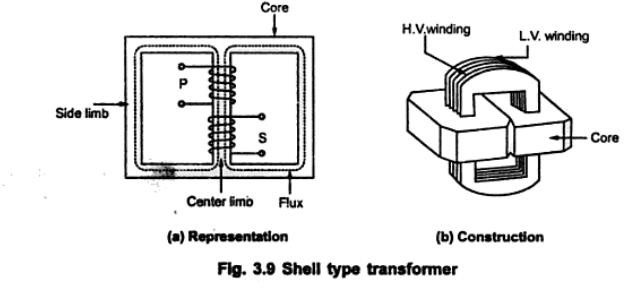 Core
H.V.winding
L.V. winding
P
Side limb
S
Core
Center limb
Flux
(a) Representation
(b) Construction
Fig. 3.9 Shell type transformer